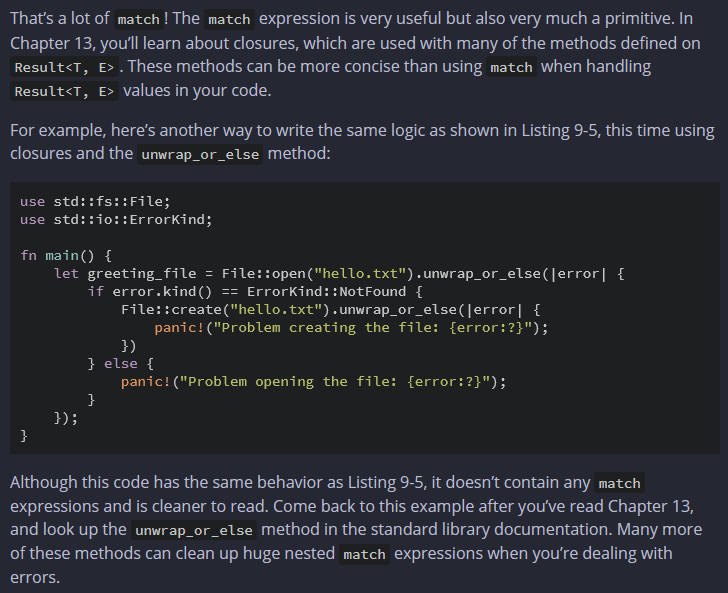 That's a lot of match! The match expression is very useful but also very much a primitive. In
Chapter 13, you'll learn about closures, which are used with many of the methods defined on
Result<T, E>. These methods can be more concise than using match when handling
Result<T, E> values in your code.
For example, here's another way to write the same logic as shown in Listing 9-5, this time using
closures and the unwrap_or_else method:
use std::fs::File;
use std::io::ErrorKind;
fn main() {
    let greeting_file = File::open("hello.txt").unwrap_or_else(|error| {
        if error.kind() == ErrorKind::NotFound {
            File::create("hello.txt").unwrap_or_else(|error| {
                panic!("Problem creating the file: {error:?}");
            })
        } else {
            panic!("Problem opening the file: {error:?}");
        }
    });
}
Although this code has the same behavior as Listing 9-5, it doesn't contain any match
expressions and is cleaner to read. Come back to this example after you've read Chapter 13,
and look up the unwrap_or_else method in the standard library documentation. Many more
of these methods can clean up huge nested match expressions when you're dealing with
errors.